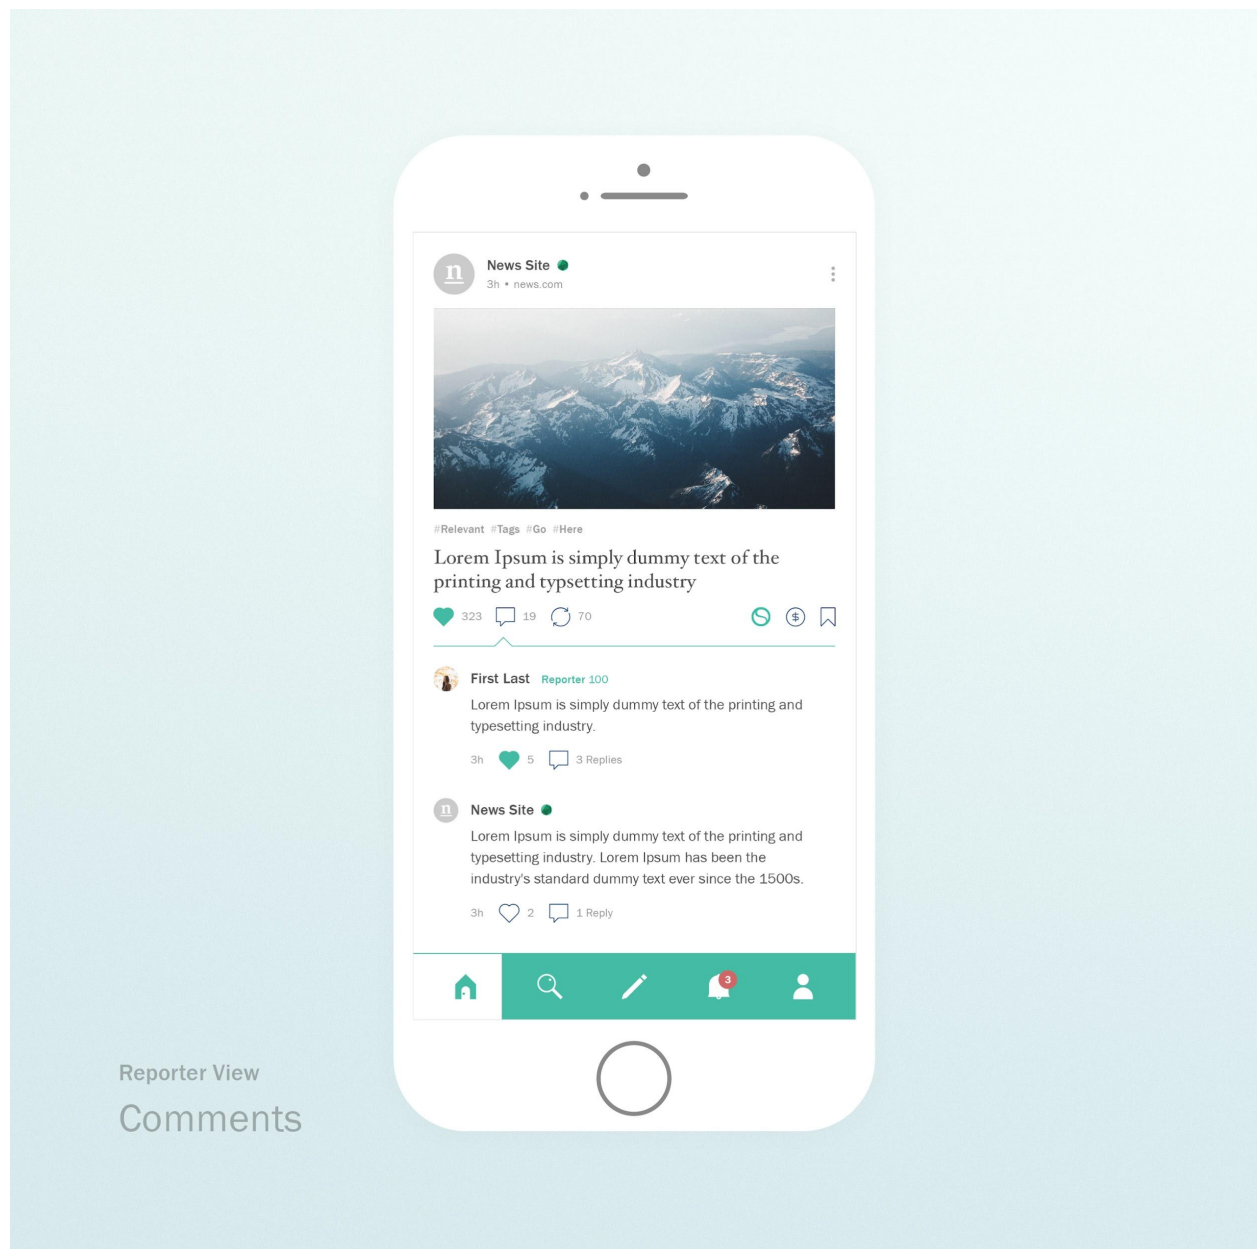 n
News Site
3h • news.com
#Relevant #Tags #Go #Here
Lorem Ipsum is simply dummy text of the
printing and typsetting industry
323 19 70
$
First Last Reporter 100
Lorem Ipsum is simply dummy text of the printing and
typesetting industry.
3h 5 3 Replies
n
News Site
Lorem Ipsum is simply dummy text of the printing and
typesetting industry. Lorem Ipsum has been the
industry's standard dummy text ever since the 1500s.
3h 2 1 Reply
3
Reporter View
Comments